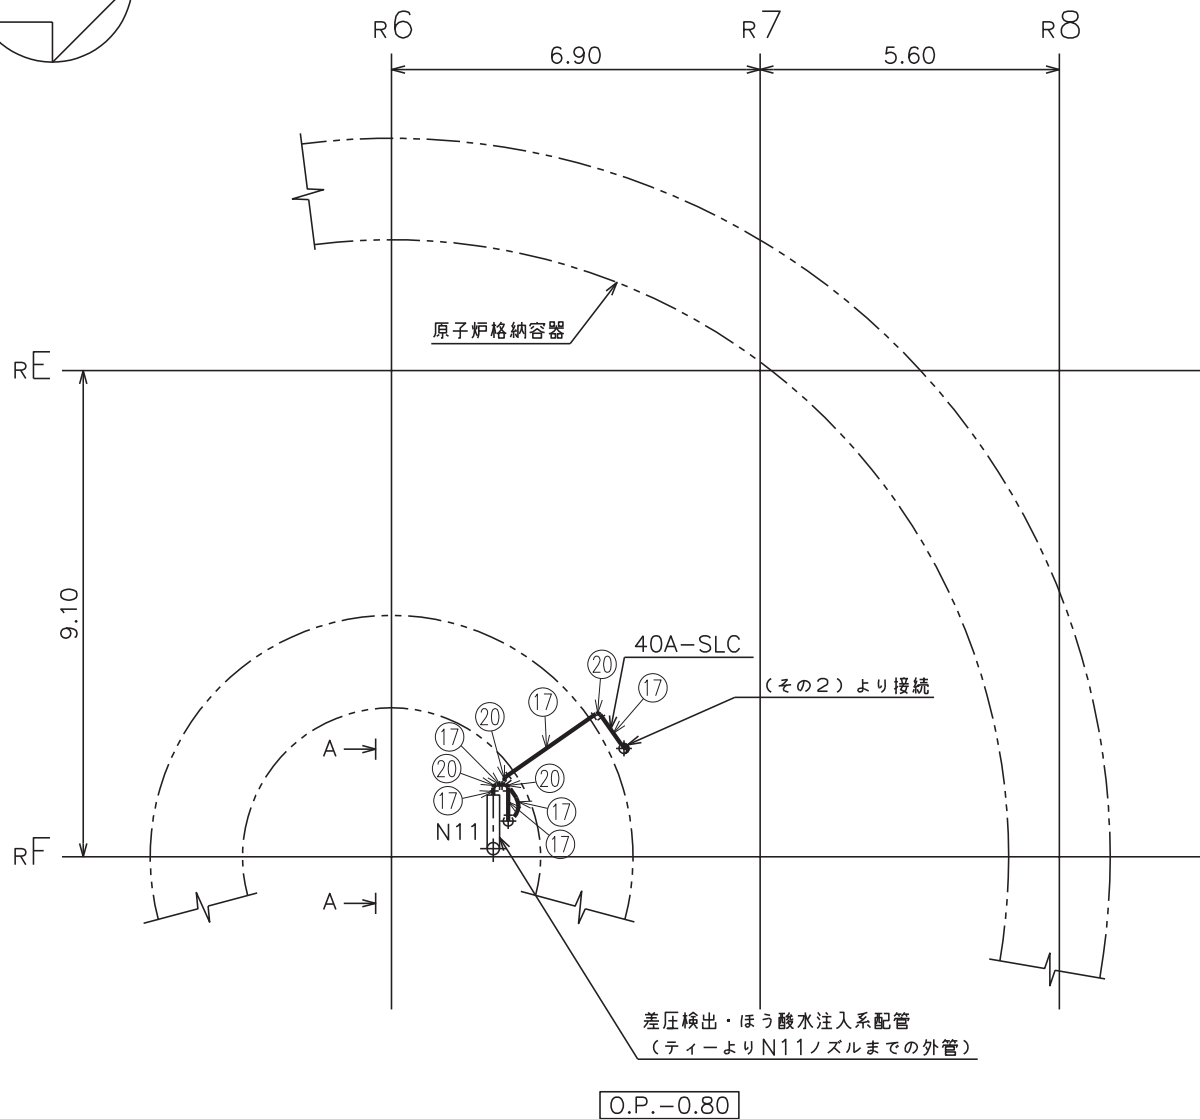 R6
R7
R8
6.90
5.60
原子炉格納容器
RE
9.10
40A-SLC
20
17
(その2)より接続
17
20
17
A
20
20
17
17
N11
17
RF
A
差圧検出・ほう酸水注入系配管
(ティーよりN11ノズルまでの外管)
O.P.-0.80